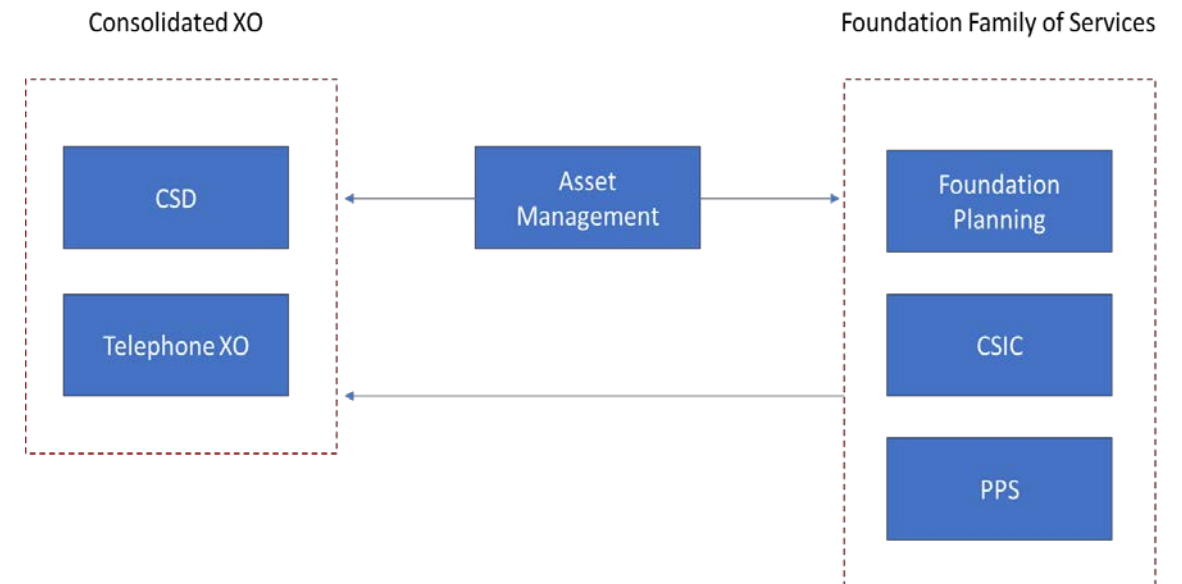 Consolidated XO
Foundation Family of Services
CSD
Asset
Management
Foundation
Planning
Telephone XO
CSIC
PPS